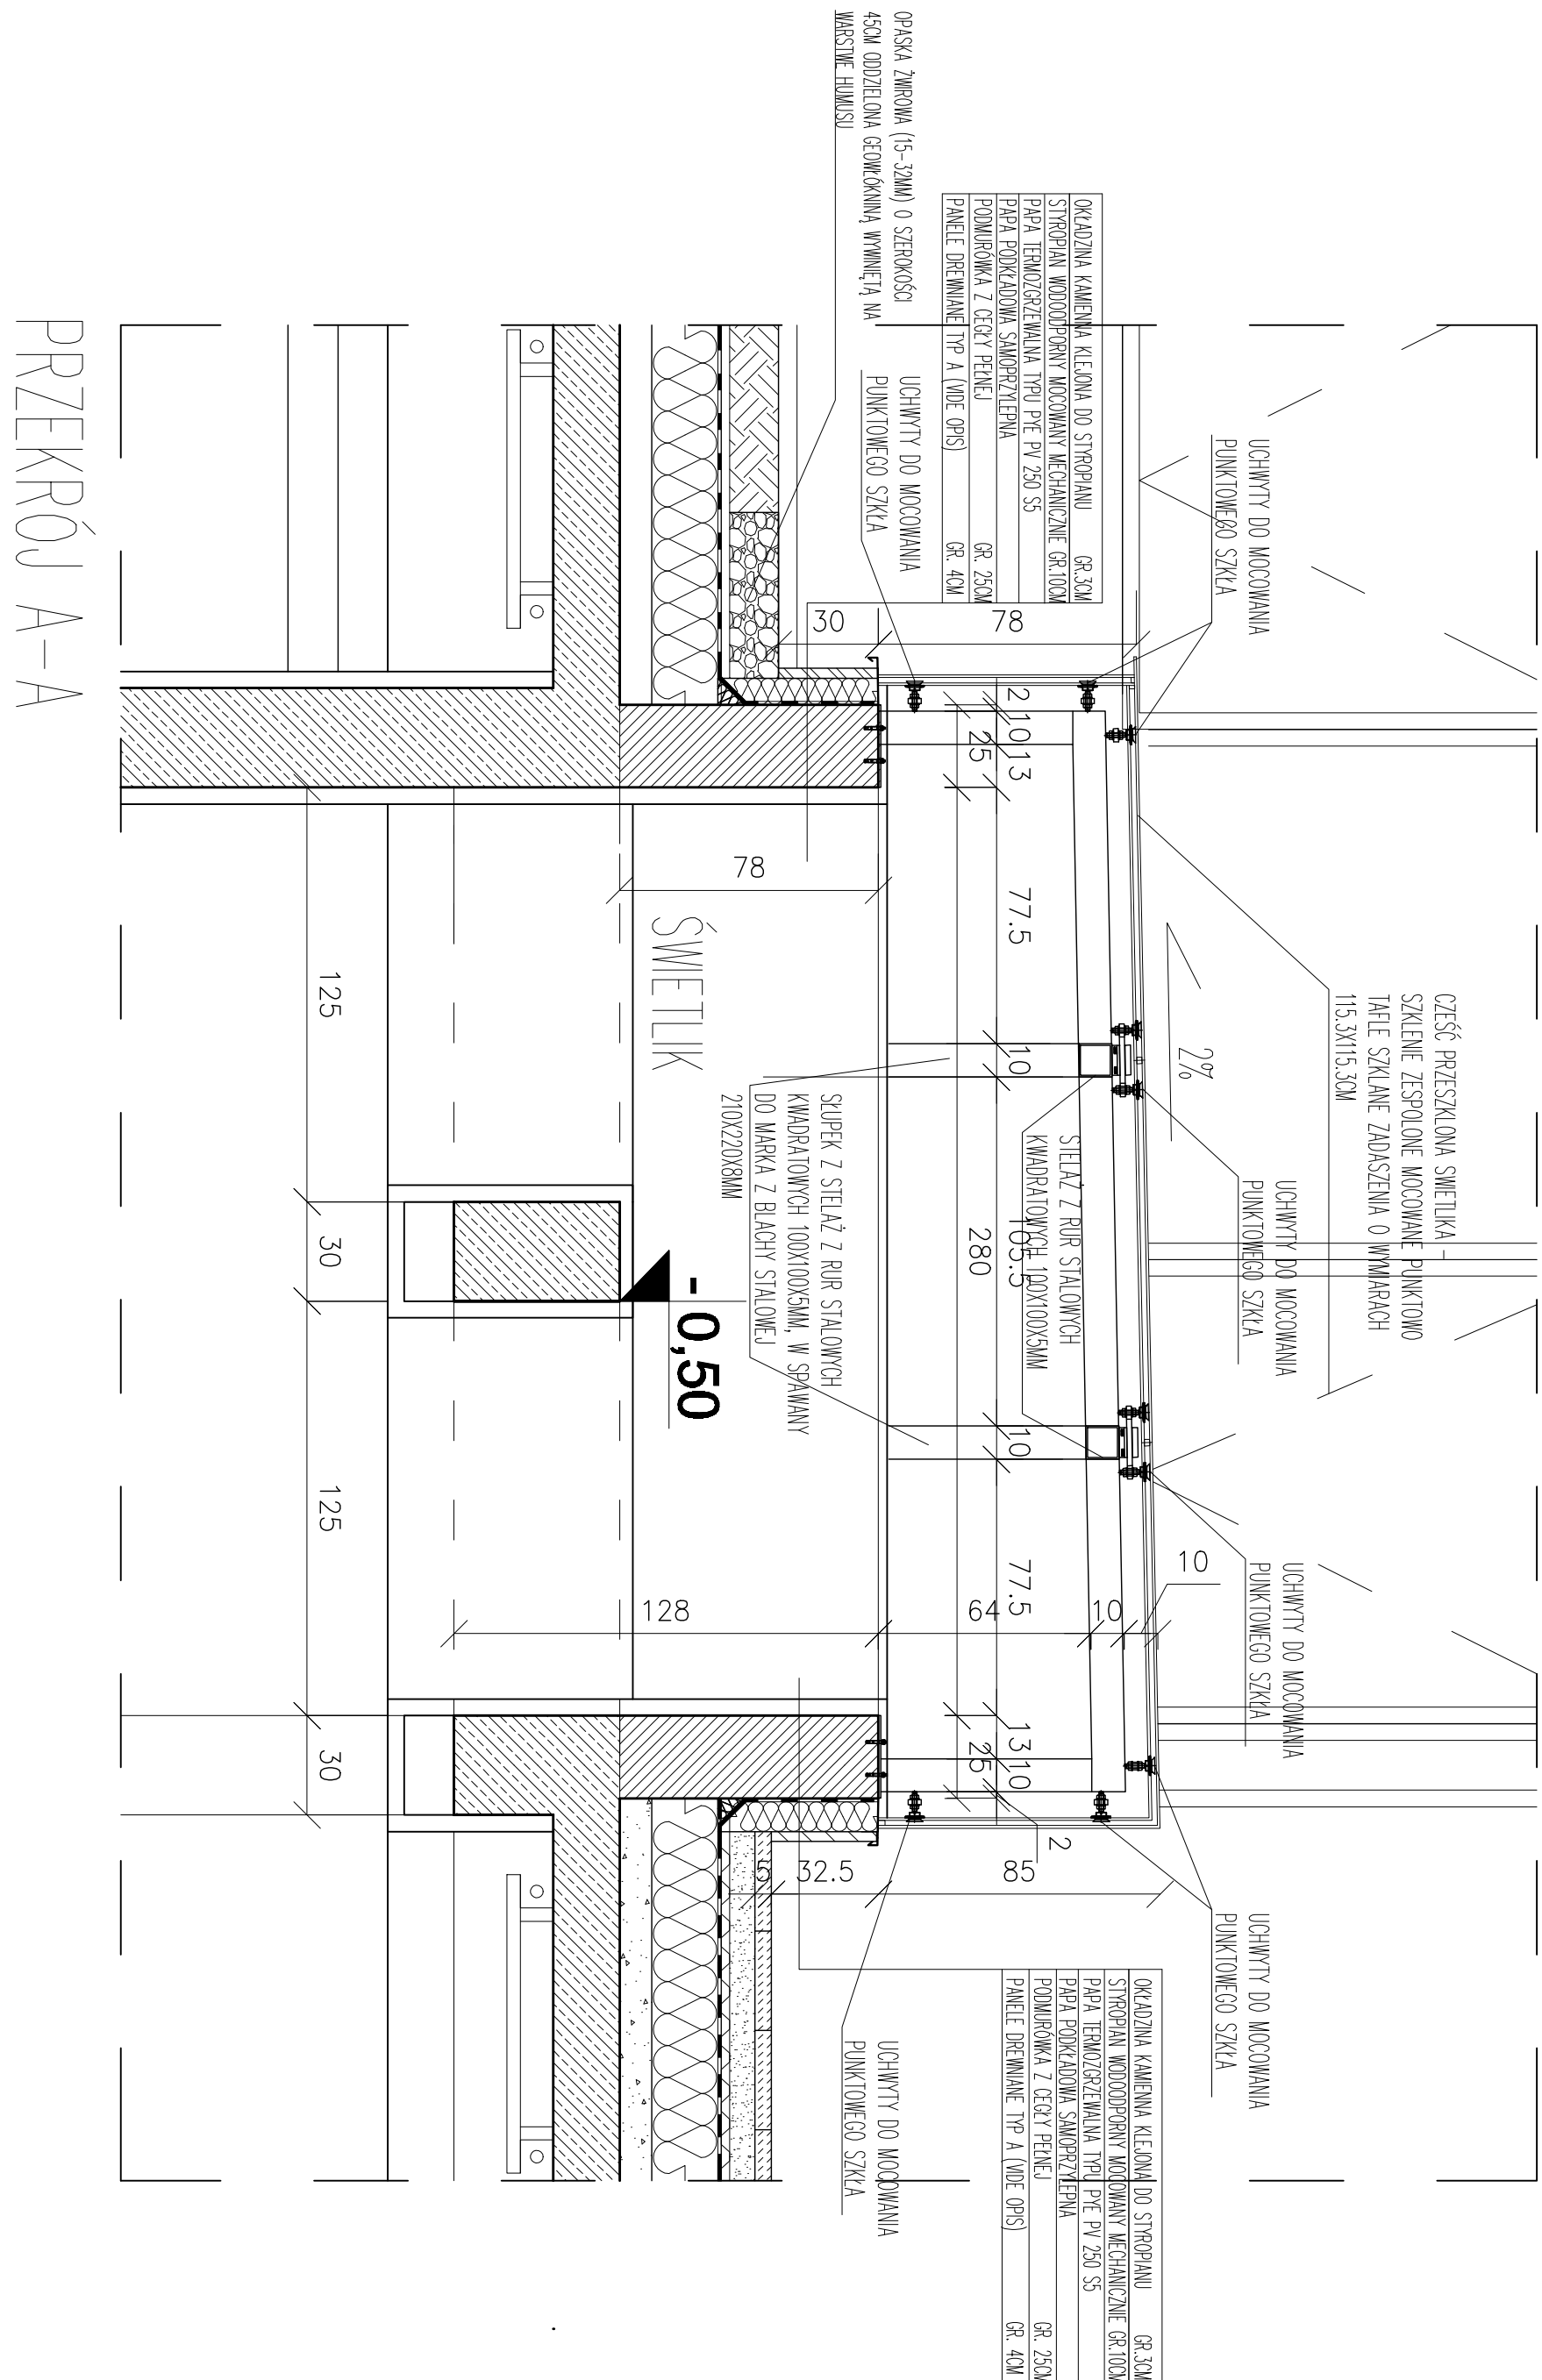 OPASKA ŻWIROWA (15-32MM) O SZEROKOŚCI
45CM ODDZIELONA GEOWŁÓKNINĄ WYWINIĘTĄ NA
WARSTWE HUMUSU
OKŁADZINA KAMIENNA KLEJONA DO STYROPIANU GR.3CM
STYROPIAN WODOODPORNY MOCOWANY MECHANICZNIE GR.10CM
PAPA TERMOZGRZEWALNA TYPU PYE PV 250 S5
PAPA PODKŁADOWA SAMOPRZYLEPNA
PODMURÓWKA Z CEGŁY PEŁNEJ GR. 25CM
PANELE DREWNIANE TYP A (VIDE OPIS) GR. 4CM
UCHWYTY DO MOCOWANIA
PUNKTOWEGO SZKŁA
UCHWYTY DO MOCOWANIA
PUNKTOWEGO SZKŁA
CZEŚĆ PRZESZKLONA SWIETLIKA -
SZKLENIE ZESPOLONE MOCOWANE PUNKTOWO
TAFLE SZKLANE ZADASZENIA O WYMIARACH
115.3X115.3CM
2%
UCHWYTY DO MOCOWANIA
PUNKTOWEGO SZKŁA
UCHWYTY DO MOCOWANIA
PUNKTOWEGO SZKŁA
UCHWYTY DO MOCOWANIA
PUNKTOWEGO SZKŁA
OKŁADZINA KAMIENNA KLEJONA DO STYROPIANU GR.3CM
STYROPIAN WODOODPORNY MOCOWANY MECHANICZNIE GR.10CM
PAPA TERMOZGRZEWALNA TYPU PYE PV 250 S5
PAPA PODKŁADOWA SAMOPRZYLEPNA
PODMURÓWKA Z CEGŁY PEŁNEJ GR. 25CM
PANELE DREWNIANE TYP A (VIDE OPIS) GR. 4CM
UCHWYTY DO MOCOWANIA
PUNKTOWEGO SZKŁA
STELAŻ Z RUR STALOWYCH
KWADRATOWYCH 100X100X5MM
SŁUPEK Z STELAŻ Z RUR STALOWYCH
KWADRATOWYCH 100X100X5MM, W SPAWANY
DO MARKA Z BLACHY STALOWEJ
210X220X8MM
30
78
2 10 13 77.5 10 105.5 10 77.5 13 10 2
25 280 25
78
128
64
10
10
5
32.5
85
ŚWIETLIK
- 0,50
125 30 125 30
PRZEKRÓJ A-A